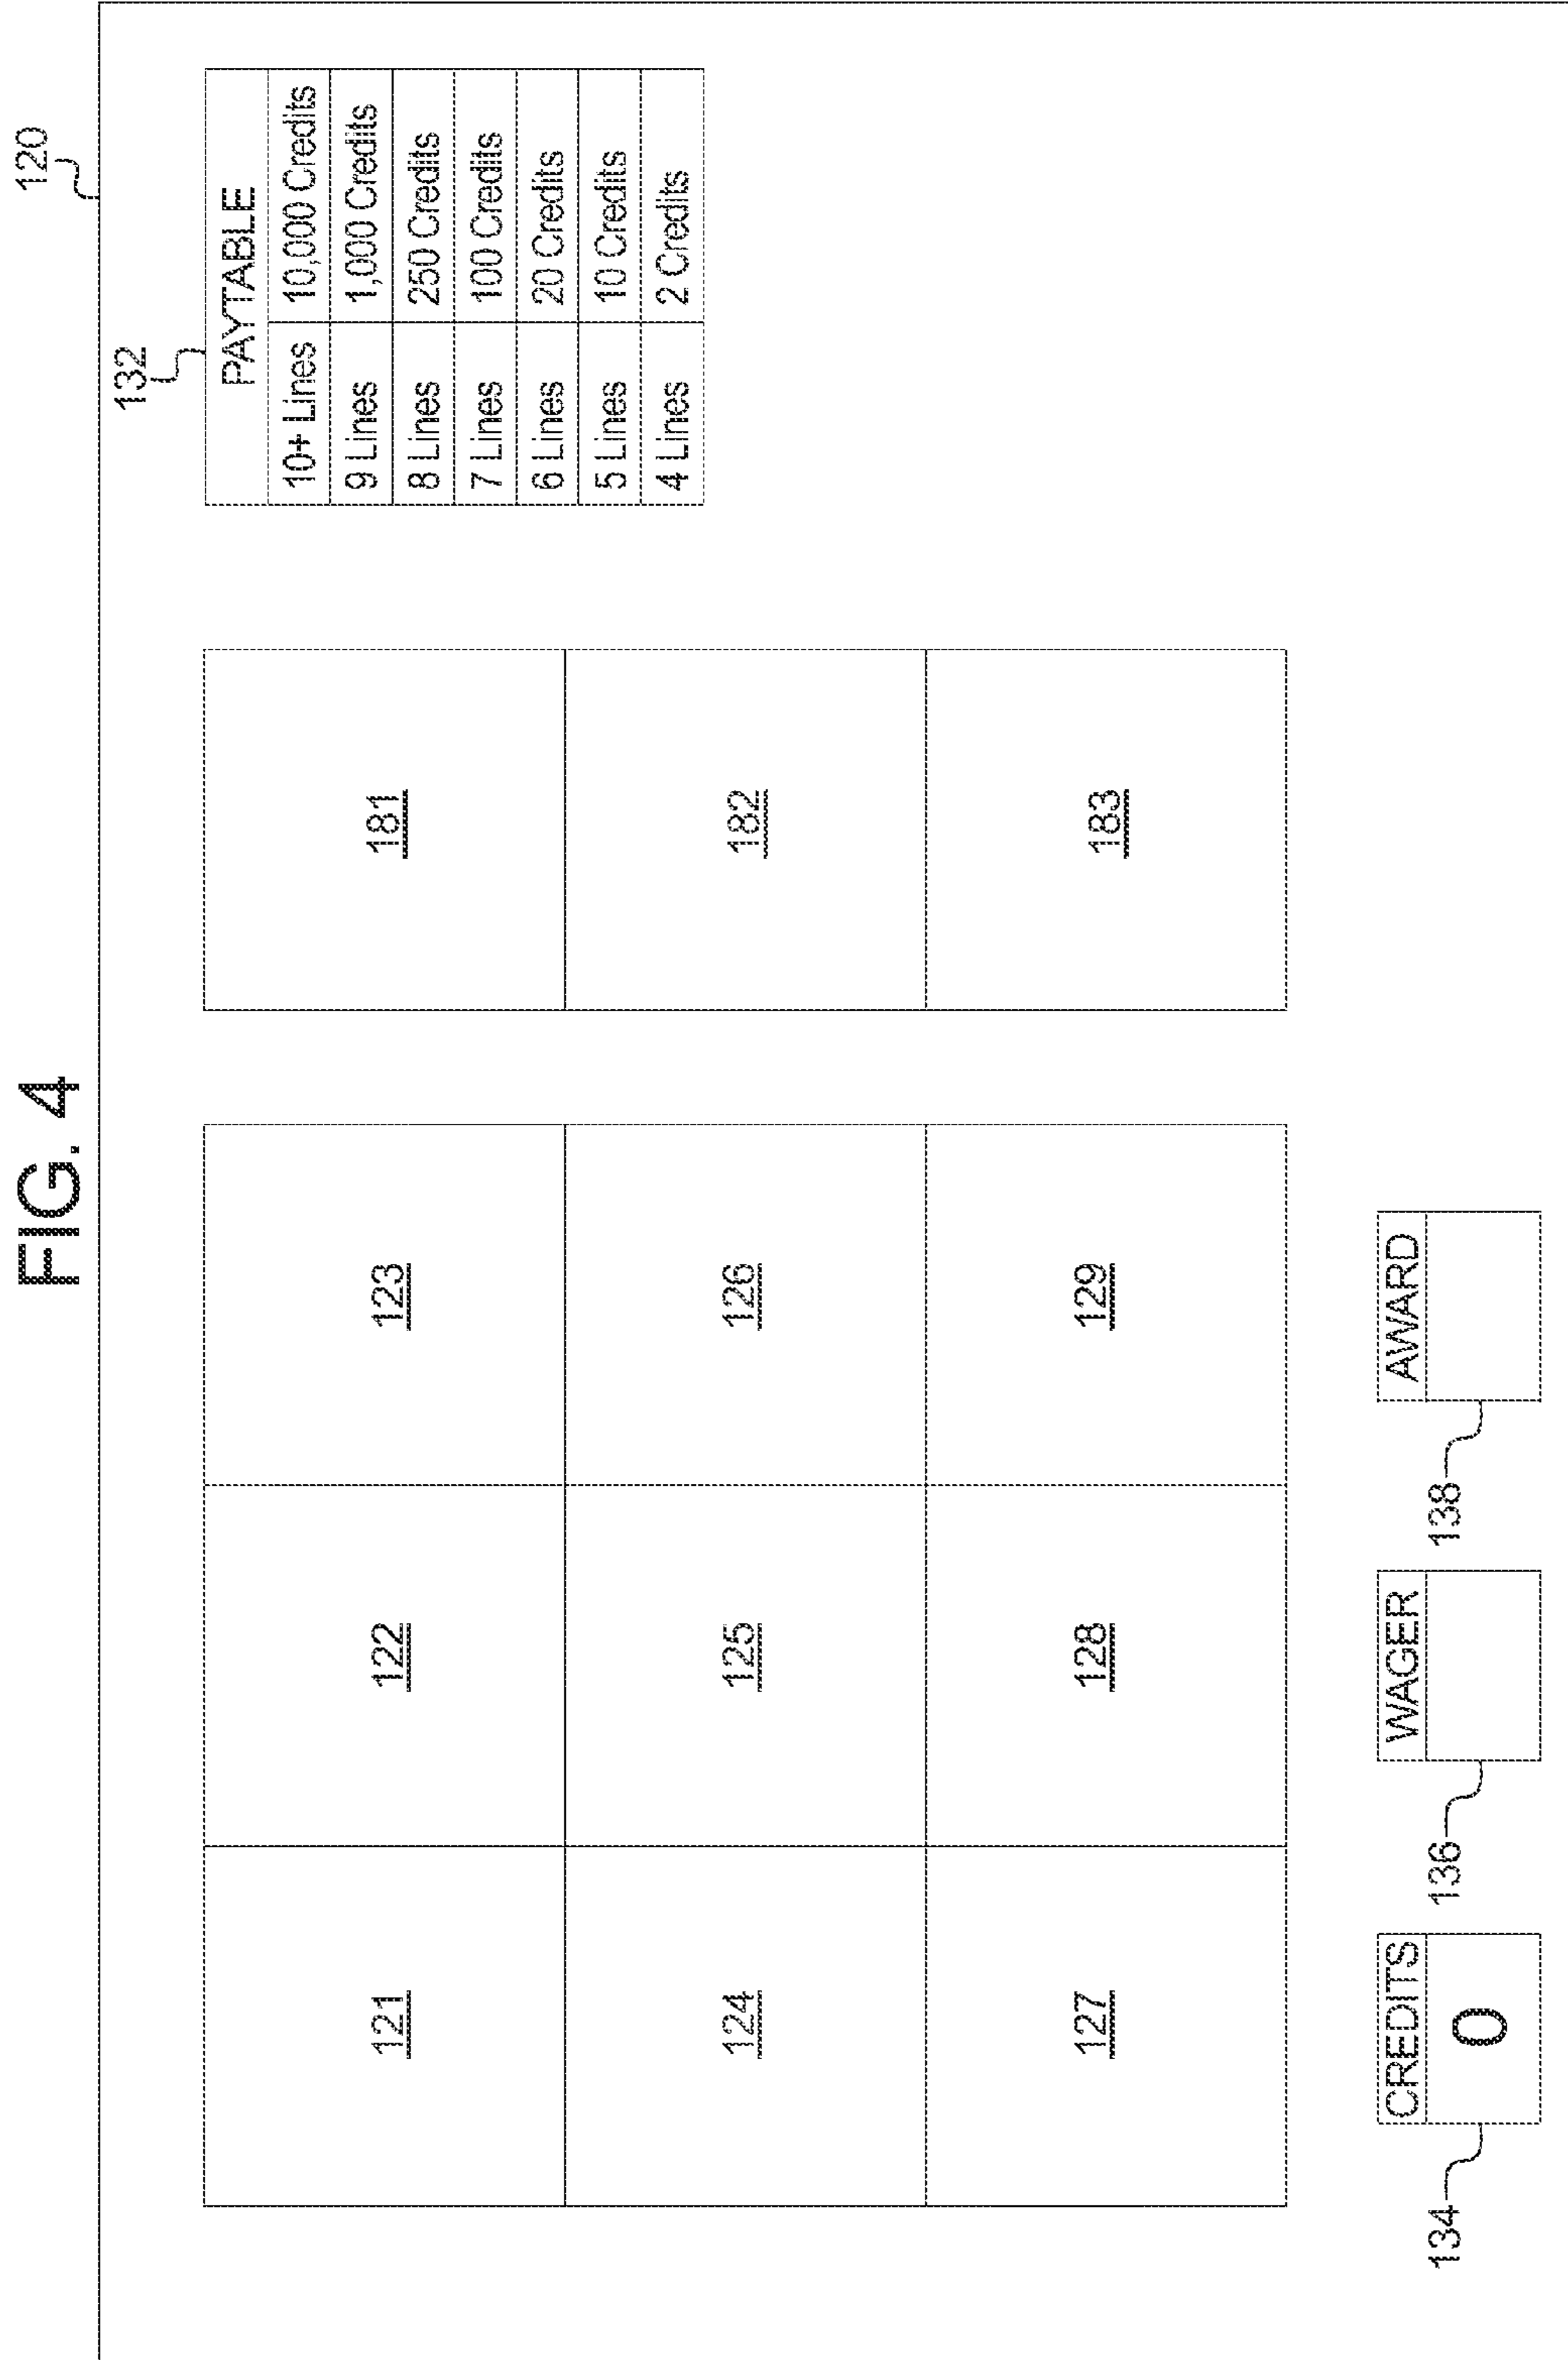 FIG. 4
120
132
PAYTABLE
10+ Lines 10,000 Credits
9 Lines 1,000 Credits
8 Lines 250 Credits
7 Lines 100 Credits
6 Lines 20 Credits
5 Lines 10 Credits
4 Lines 2 Credits
121 122 123 181
124 125 126 182
127 128 129 183
CREDITS WAGER AWARD
0
134 136 138